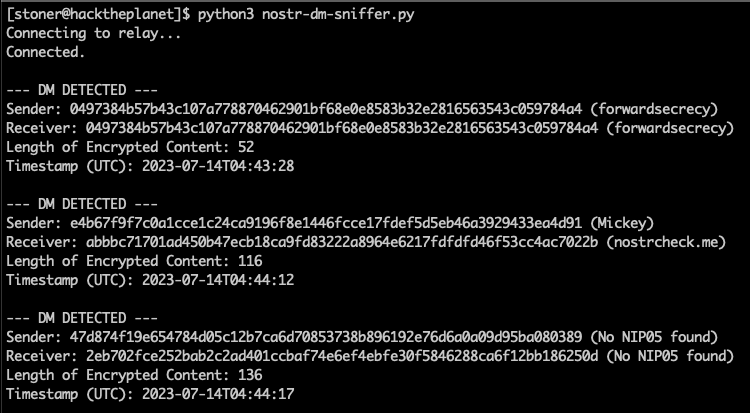 [stoner@hacktheplanet]$ python3 nostr-dm-sniffer.py
Connecting to relay...
Connected.
--- DM DETECTED ---
Sender: 0497384b57b43c107a778870462901bf68e0e8583b32e2816563543c059784a4 (forwardsecrecy)
Receiver: 0497384b57b43c107a778870462901bf68e0e8583b32e2816563543c059784a4 (forwardsecrecy)
Length of Encrypted Content: 52
Timestamp (UTC): 2023-07-14T04:43:28
--- DM DETECTED ---
Sender: e4b67f9f7c0a1cce1c24ca9196f8e1446fcce17fdef5d5eb46a3929433ea4d91 (Mickey)
Receiver: abbbc71701ad450b47ecb18ca9fd83222a8964e6217fdfdfd46f53cc4ac7022b (nostrcheck.me)
Length of Encrypted Content: 116
Timestamp (UTC): 2023-07-14T04:44:12
--- DM DETECTED ---
Sender: 47d874f19e654784d05c12b7ca6d70853738b896192e76d6a0a09d95ba080389 (No NIP05 found)
Receiver: 2eb702fce252bab2c2ad401ccbaf74e6ef4ebfe30f5846288ca6f12bb186250d (No NIP05 found)
Length of Encrypted Content: 136
Timestamp (UTC): 2023-07-14T04:44:17